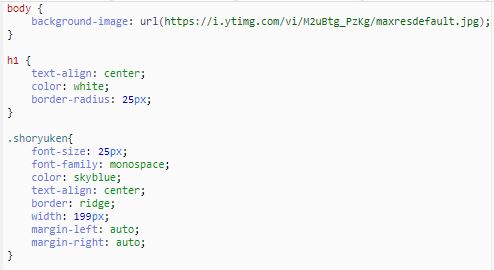 body {
    background-image: url(https://i.ytimg.com/vi/M2uBtg_PzKg/maxresdefault.jpg);
}

h1 {
    text-align: center;
    color: white;
    border-radius: 25px;
}

.shoryuken{
    font-size: 25px;
    font-family: monospace;
    color: skyblue;
    text-align: center;
    border: ridge;
    width: 199px;
    margin-left: auto;
    margin-right: auto;
}